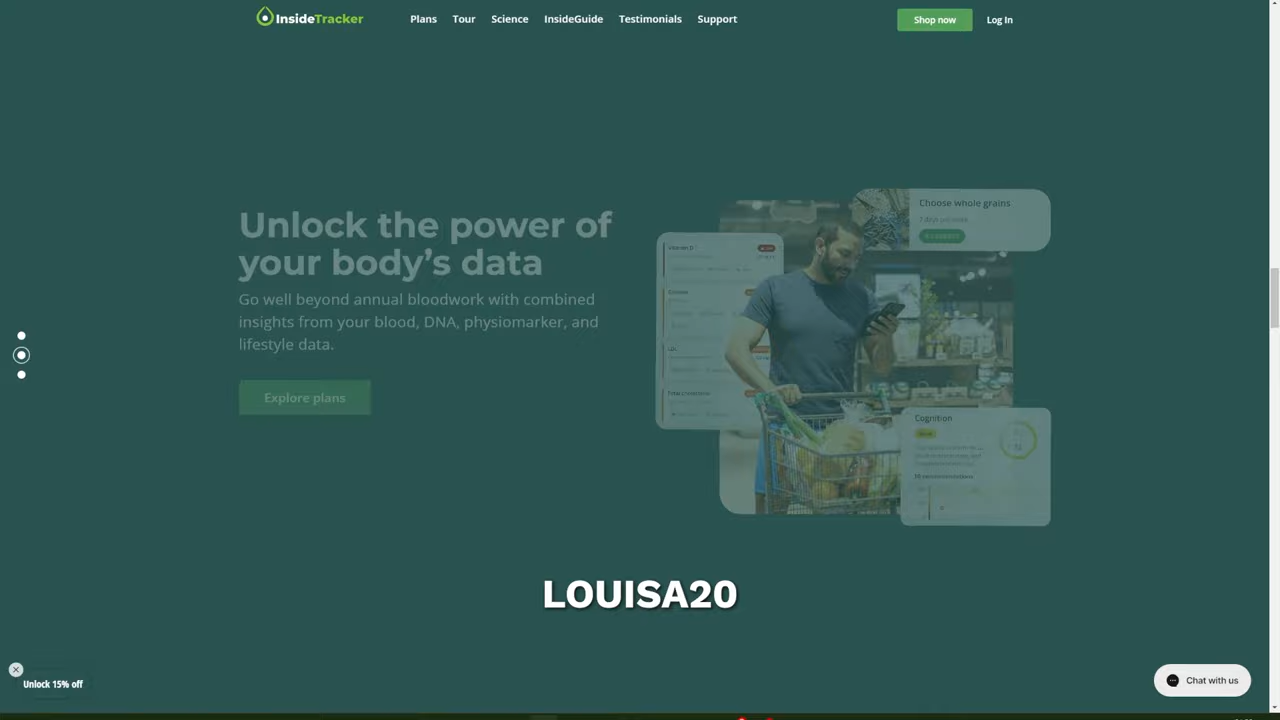 InsideTracker
Plans
Tour
Science
InsideGuide
Testimonials
Support
Shop now
Log In
Unlock the power of
your body's data
Go well beyond annual bloodwork with combined
insights from your blood, DNA, physiomarker, and
lifestyle data.
Explore plans
Choose whole grains
Vitamin D
LDL
Cognition
LOUISA20
Unlock 15% off
Chat with us